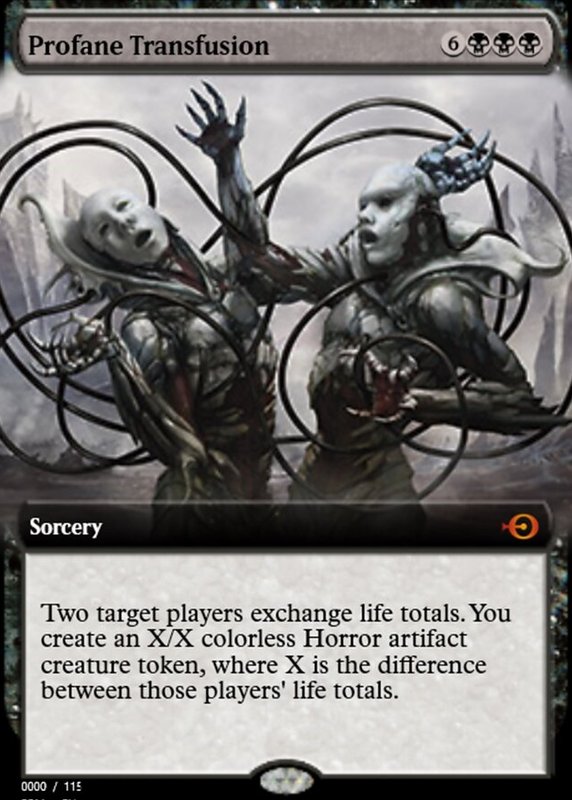 Profane Transfusion 6
Sorcery
Two target players exchange life totals. You
create an X/X colorless Horror artifact
creature token, where X is the difference
between those players' life totals.
0000 / 115